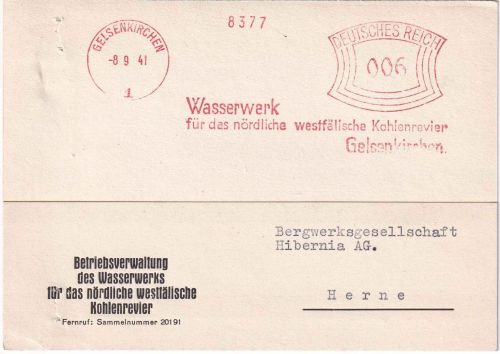 8377
GELSENKIRCHEN
-8 9 41
1
DEUTSCHES REICH
006
Wasserwerk
für das nördliche westfälische Kohlenrevier
Gelsenkirchen.
Bergwerksgesellschaft
Hibernia AG.
Herne
Betriebsverwaltung
des Wasserwerks
für das nördliche westfälische
Kohlenrevier
Fernruf: Sammelnummer 20191